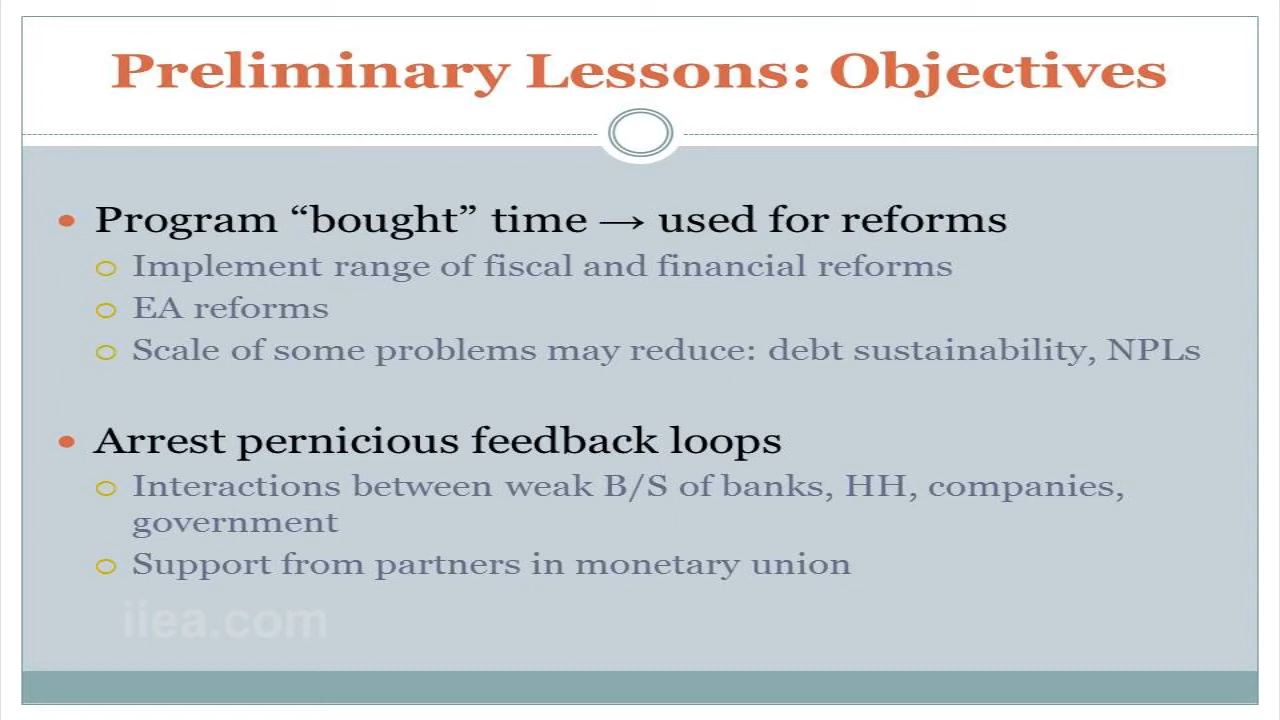 Preliminary Lessons: Objectives
• Program “bought” time → used for reforms
○ Implement range of fiscal and financial reforms
○ EA reforms
○ Scale of some problems may reduce: debt sustainability, NPLs
• Arrest pernicious feedback loops
○ Interactions between weak B/S of banks, HH, companies,
government
○ Support from partners in monetary union
iiea.com